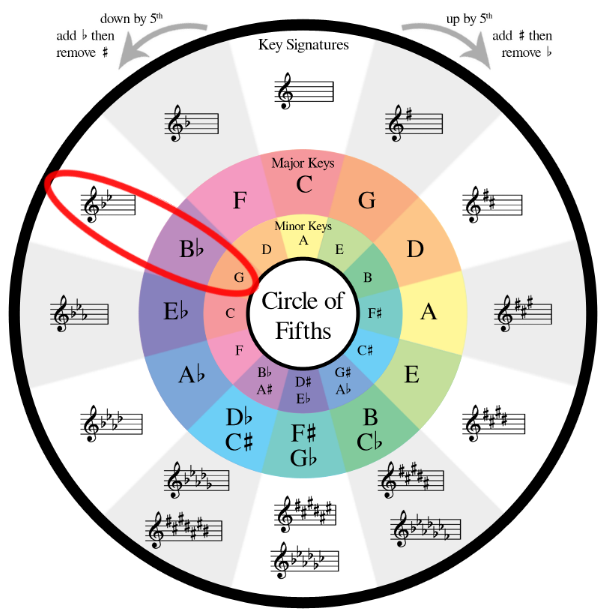 down by 5th
add ♭ then
remove ♯
up by 5th
add ♯ then
remove ♭
Key Signatures
Major Keys
C
F
G
B♭
D
E♭
A
A♭
E
D♭
C♯
F♯
G♭
B
C♭
Minor Keys
A
D
E
G
B
C
F♯
F
C♯
B♭
A♯
D♯
E♭
G♯
A♭
Circle of
Fifths